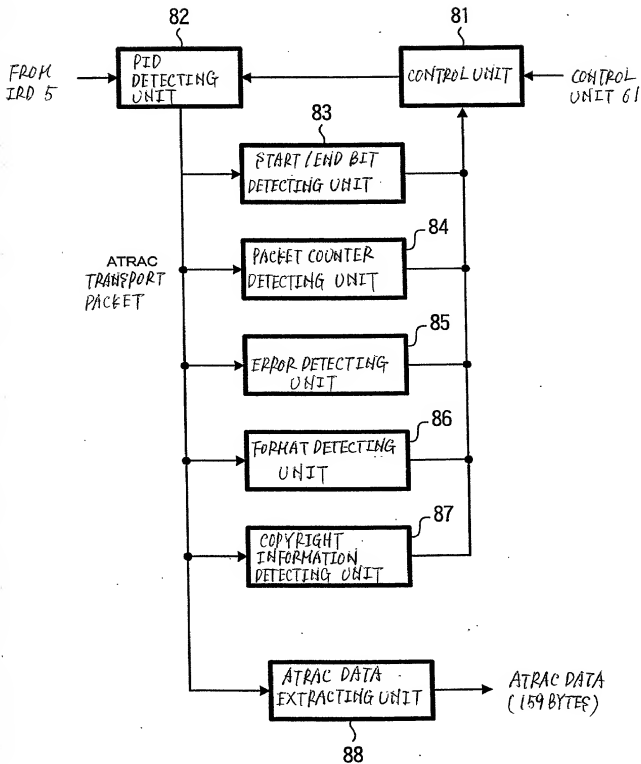 82
81
FROM
IRD 5
PID
DETECTING
UNIT
CONTROL UNIT
CONTROL
UNIT 61
83
START/END BIT
DETECTING UNIT
84
PACKET COUNTER
DETECTING UNIT
ATRAC
TRANSPORT
PACKET
85
ERROR DETECTING
UNIT
86
FORMAT DETECTING
UNIT
87
COPYRIGHT
INFORMATION
DETECTING UNIT
ATRAC DATA
EXTRACTING UNIT
ATRAC DATA
(159 BYTES)
88